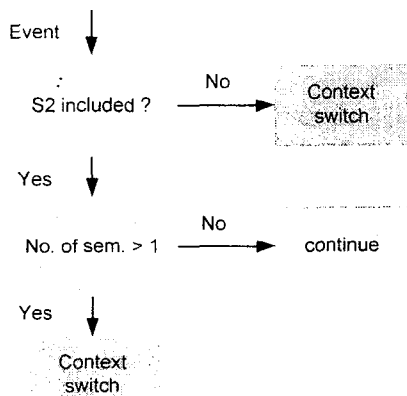 Event
S2 included ?
No
Context
switch
Yes
No. of sem. > 1
No
continue
Yes
Context
switch